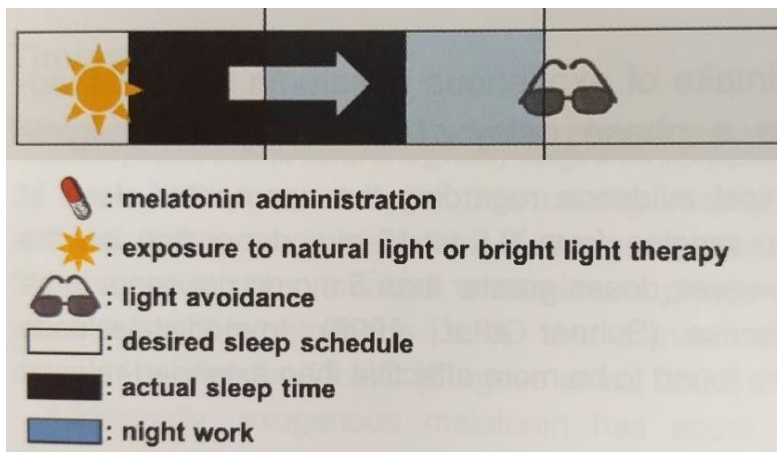 : melatonin administration
: exposure to natural light or bright light therapy
: light avoidance
: desired sleep schedule
: actual sleep time
: night work